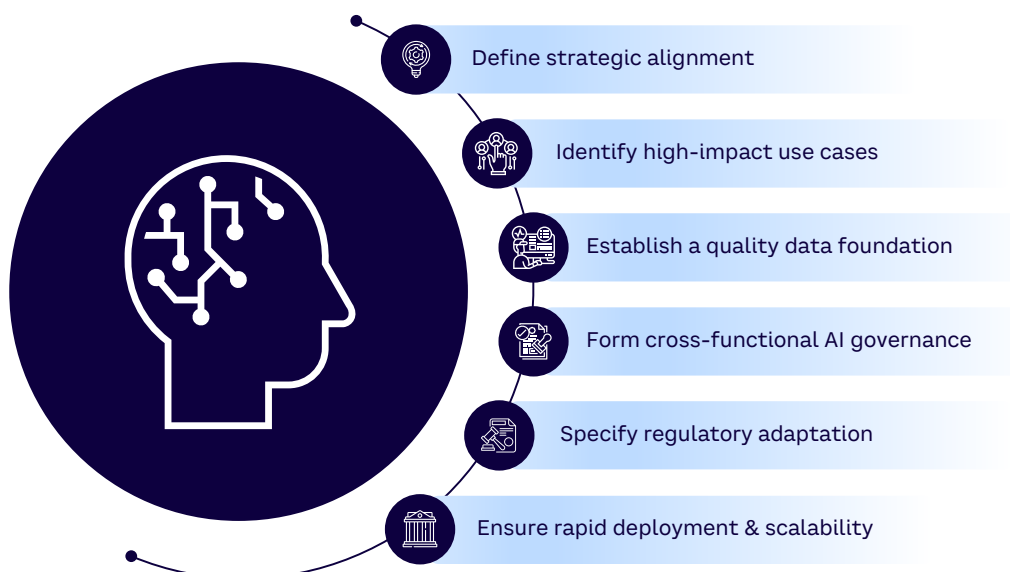 Define strategic alignment
Identify high-impact use cases
Establish a quality data foundation
Form cross-functional AI governance
Specify regulatory adaptation
Ensure rapid deployment & scalability